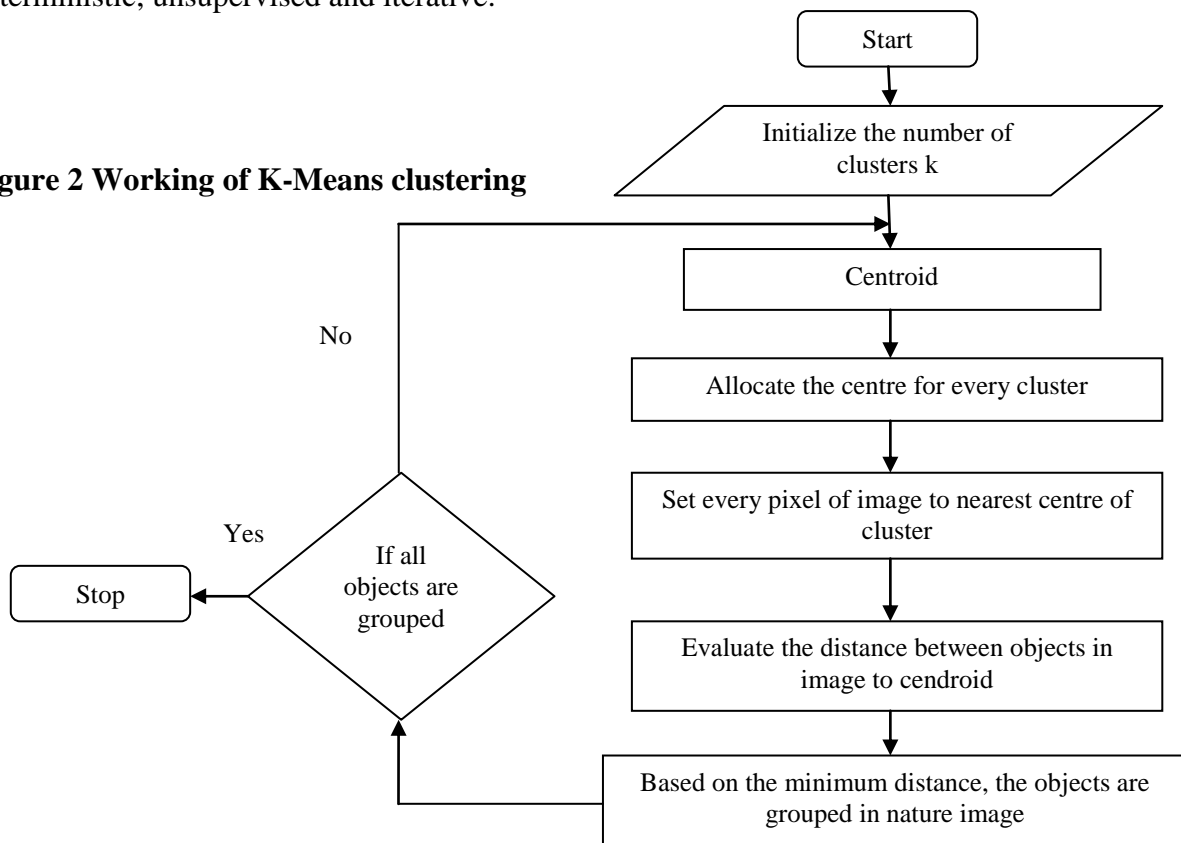 terministic, unsupervised and iterative.
Start
Initialize the number of
clusters k
gure 2 Working of K-Means clustering
Centroid
No
Allocate the centre for every cluster
Set every pixel of image to nearest centre of
cluster
Yes
If all
objects are
grouped
Stop
Evaluate the distance between objects in
image to cendroid
Based on the minimum distance, the objects are
grouped in nature image